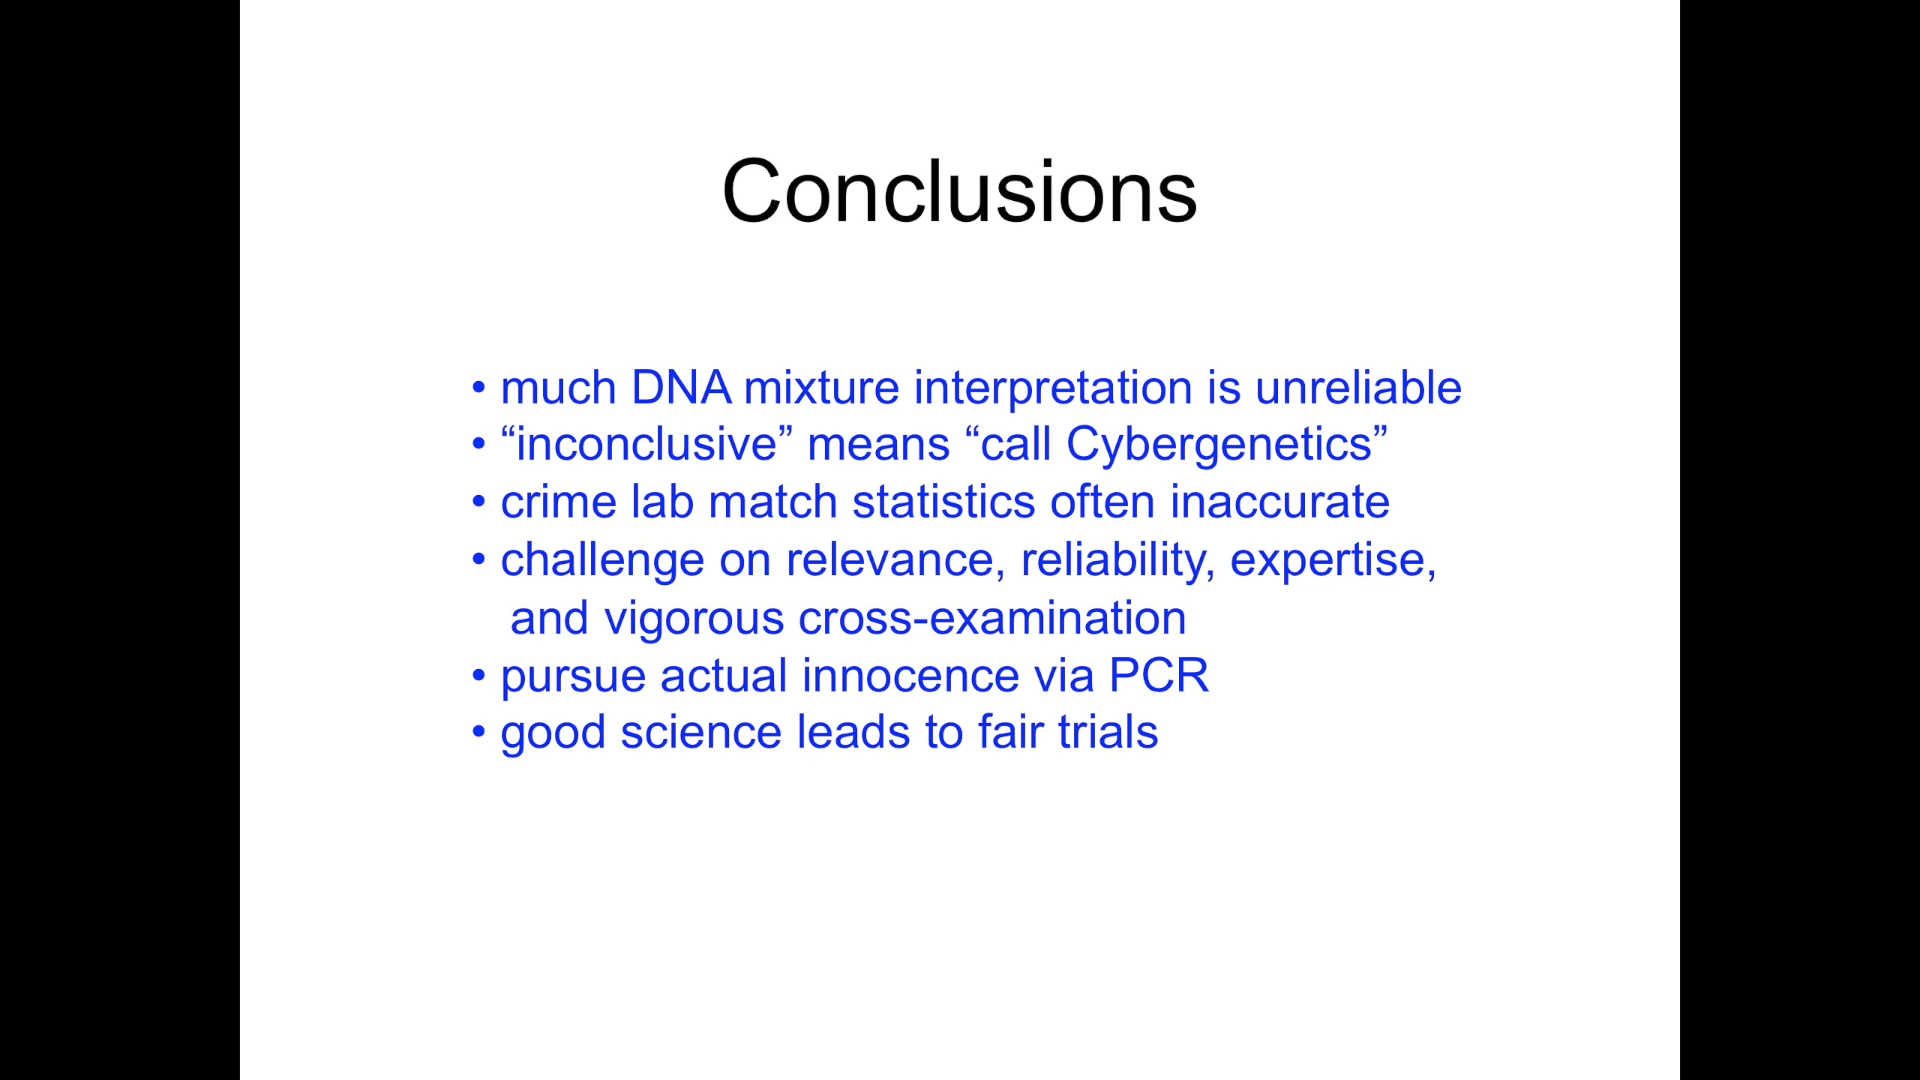 Conclusions
• much DNA mixture interpretation is unreliable
• “inconclusive” means “call Cybergenetics”
• crime lab match statistics often inaccurate
• challenge on relevance, reliability, expertise,
and vigorous cross-examination
• pursue actual innocence via PCR
• good science leads to fair trials